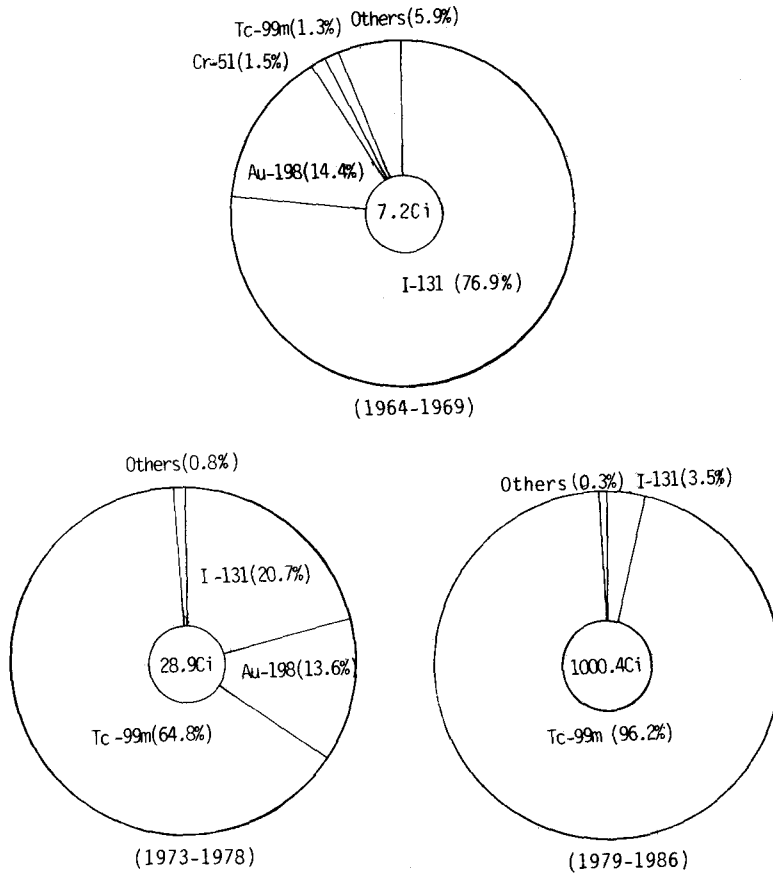 Tc-99m(1.3%) Others(5.9%)
Cr-51(1.5%)
Au-198(14.4%)
7.2Ci
I-131 (76.9%)
(1964-1969)
Others(0.8%)
I-131(20.7%)
28.9Ci
Au-198(13.6%)
Tc-99m(64.8%)
(1973-1978)
Others(0.3%) I-131(3.5%)
1000.4Ci
Tc-99m (96.2%)
(1979-1986)